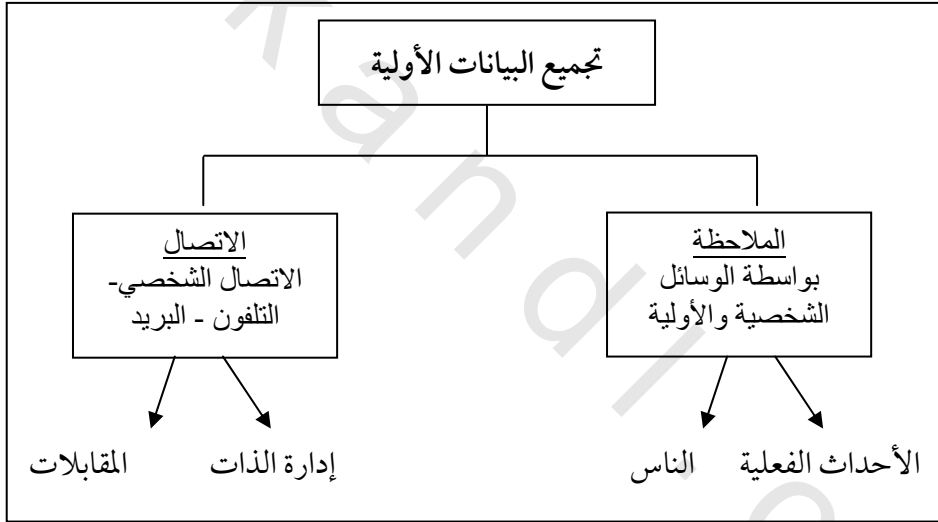 تجميع البيانات الأولية
الملاحظة
بواسطة الوسائل
الشخصية والأولية
الاتصال
الاتصال الشخصي-
التلفون - البريد
الأحداث الفعلية
الناس
إدارة الذات
المقابلات